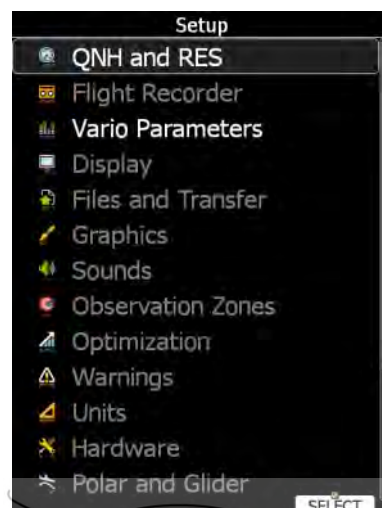 Setup
QNH and RES
Flight Recorder
Vario Parameters
Display
Files and Transfer
Graphics
Sounds
Observation Zones
Optimization
Warnings
Units
Hardware
Polar and Glider
SELECT